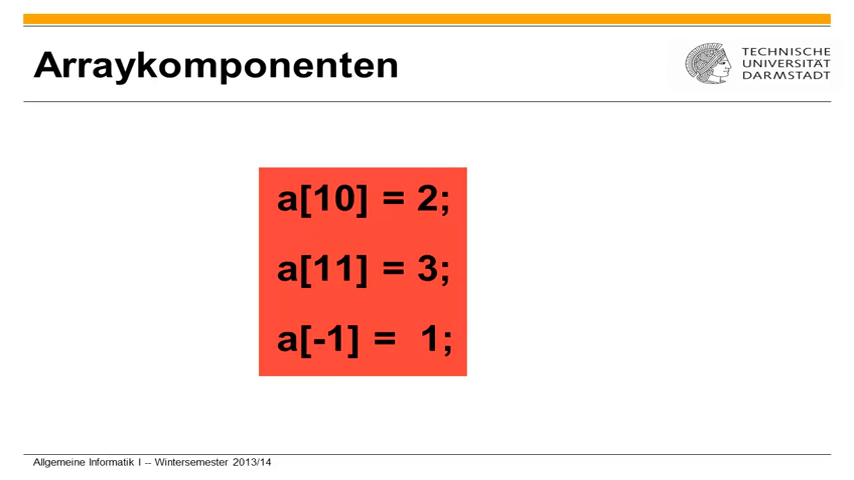 Arraykomponenten
TECHNISCHE
UNIVERSITÄT
DARMSTADT
a[10] = 2;
a[11] = 3;
a[-1] = 1;
Allgemeine Informatik I -- Wintersemester 2013/14